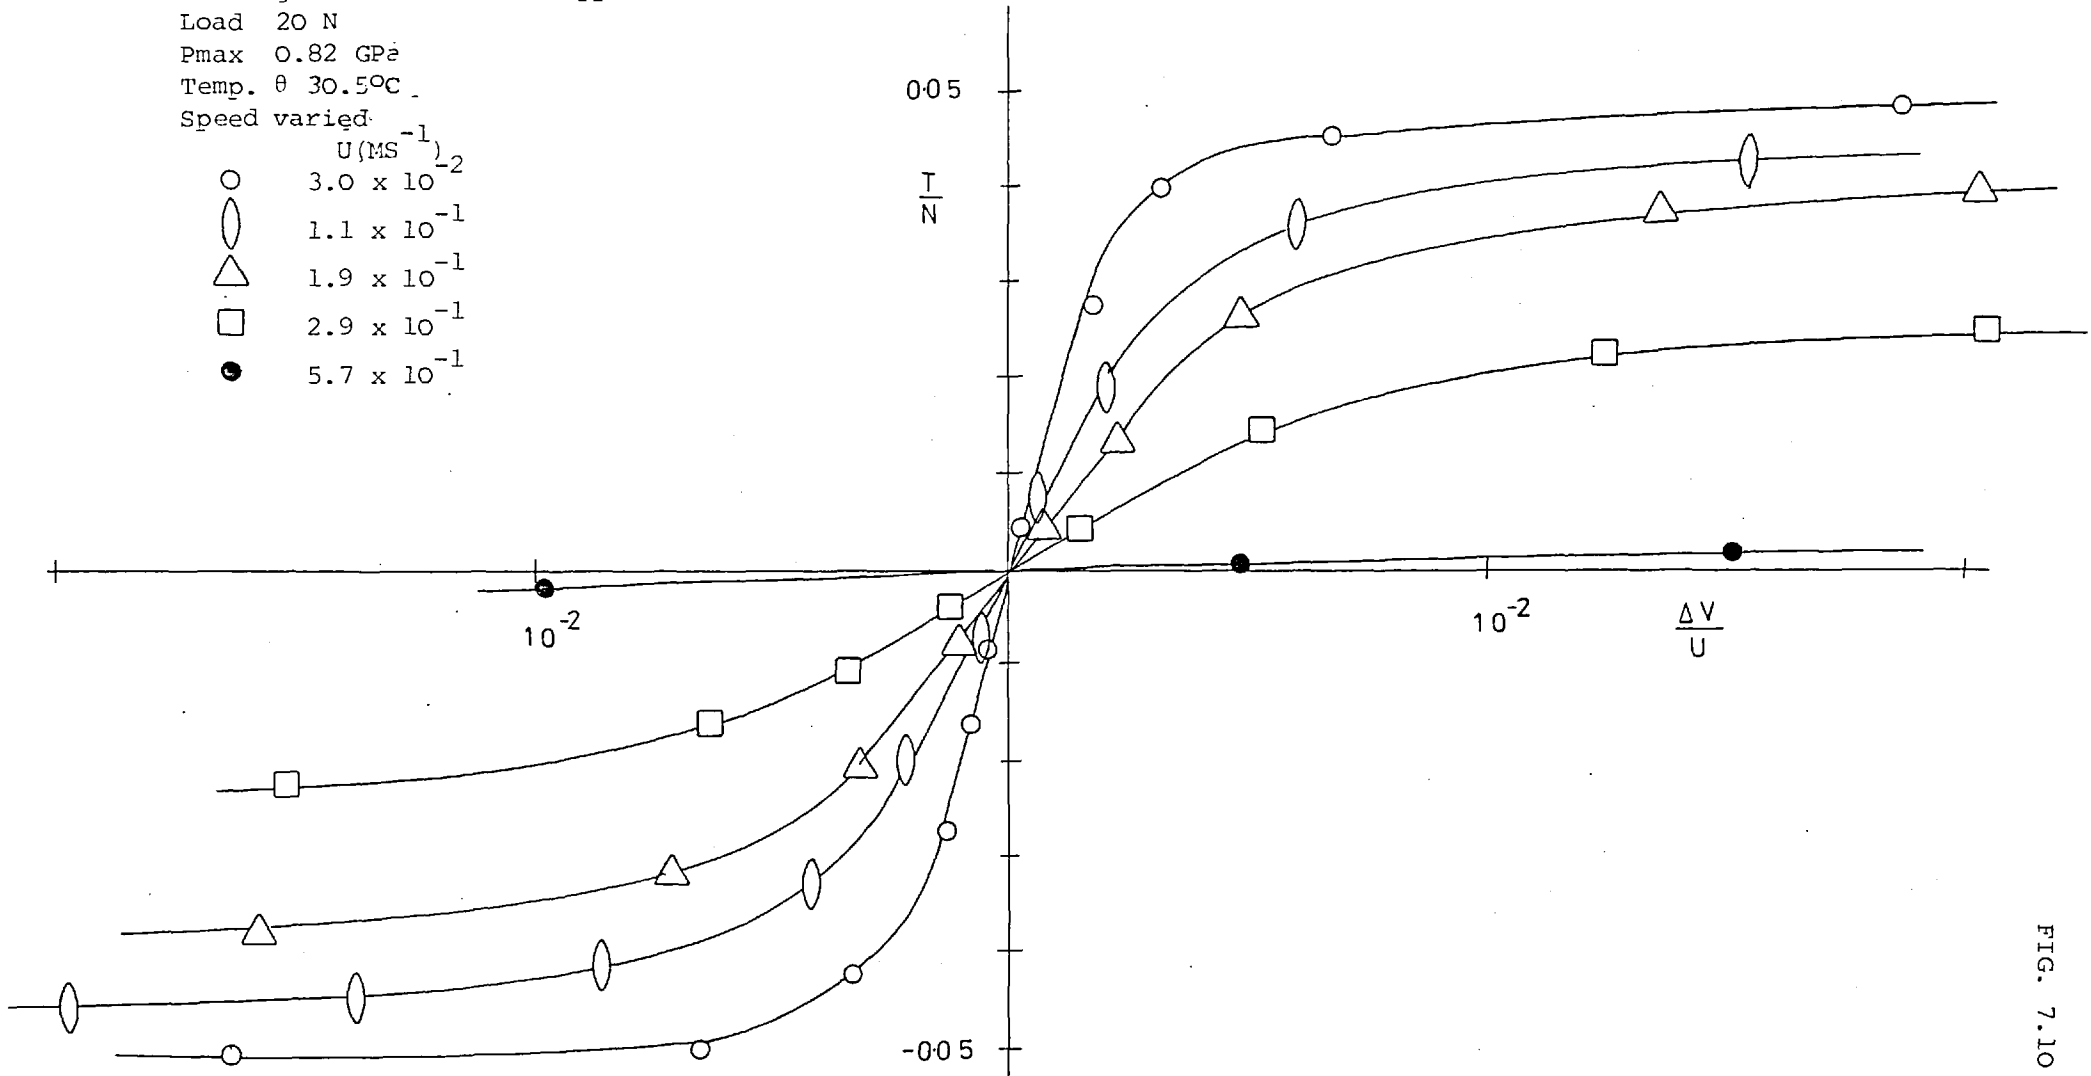 Load 20 N
Pmax 0.82 GPa
Temp. θ 30.5°C
Speed varied
U(MS⁻¹)
3.0 x 10⁻²
1.1 x 10⁻¹
1.9 x 10⁻¹
2.9 x 10⁻¹
5.7 x 10⁻¹
0·05
T
N
10⁻²
10⁻²
ΔV
U
-0·05
FIG. 7.10